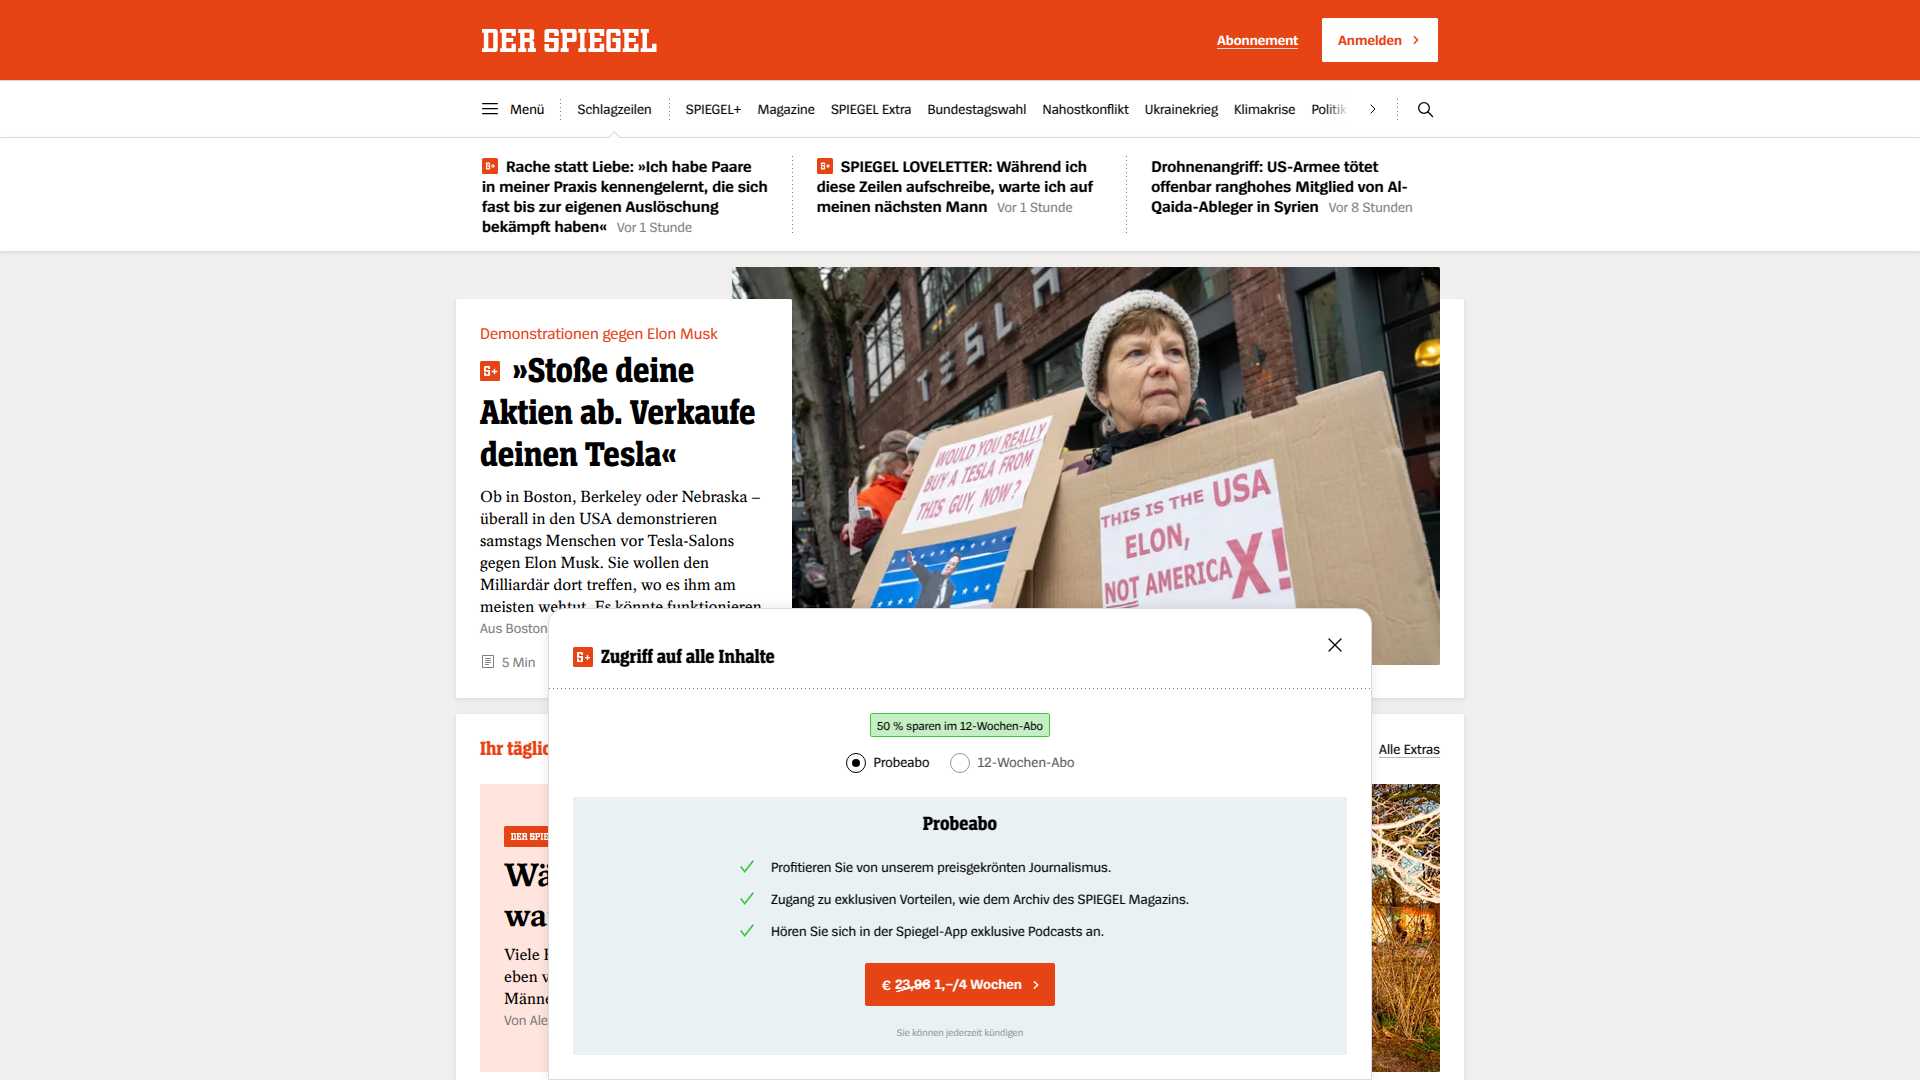 DER SPIEGEL
Abonnement
Anmelden
Menü
Schlagzeilen
SPIEGEL+
Magazine
SPIEGEL Extra
Bundestagswahl
Nahostkonflikt
Ukrainekrieg
Klimakrise
Politik
Rache statt Liebe: »Ich habe Paare
in meiner Praxis kennengelernt, die sich
fast bis zur eigenen Auslöschung
bekämpft haben« Vor 1 Stunde
SPIEGEL LOVELETTER: Während ich
diese Zeilen aufschreibe, warte ich auf
meinen nächsten Mann Vor 1 Stunde
Drohnenangriff: US-Armee tötet
offenbar ranghohes Mitglied von Al-
Qaida-Ableger in Syrien Vor 8 Stunden
Demonstrationen gegen Elon Musk
»Stoße deine
Aktien ab. Verkaufe
deinen Tesla«
Ob in Boston, Berkeley oder Nebraska –
überall in den USA demonstrieren
samstags Menschen vor Tesla-Salons
gegen Elon Musk. Sie wollen den
Milliardär dort treffen, wo es ihm am
meisten wehtut. Es könnte funktionieren
Aus Boston
5 Min
TESLA
WOULD YOU REALLY
BUY A TESLA FROM
THIS GUY, NOW?
THIS IS THE USA
ELON,
NOT AMERICA X!
Zugriff auf alle Inhalte
50 % sparen im 12-Wochen-Abo
Probeabo
12-Wochen-Abo
Probeabo
Profitieren Sie von unserem preisgekrönten Journalismus.
Zugang zu exklusiven Vorteilen, wie dem Archiv des SPIEGEL Magazins.
Hören Sie sich in der Spiegel-App exklusive Podcasts an.
€ 23,96 1,–/4 Wochen
Sie können jederzeit kündigen
Ihr täglic
Alle Extras
DER SPIE
Wä
wa
Viele
eben v
Männe
Von Ale